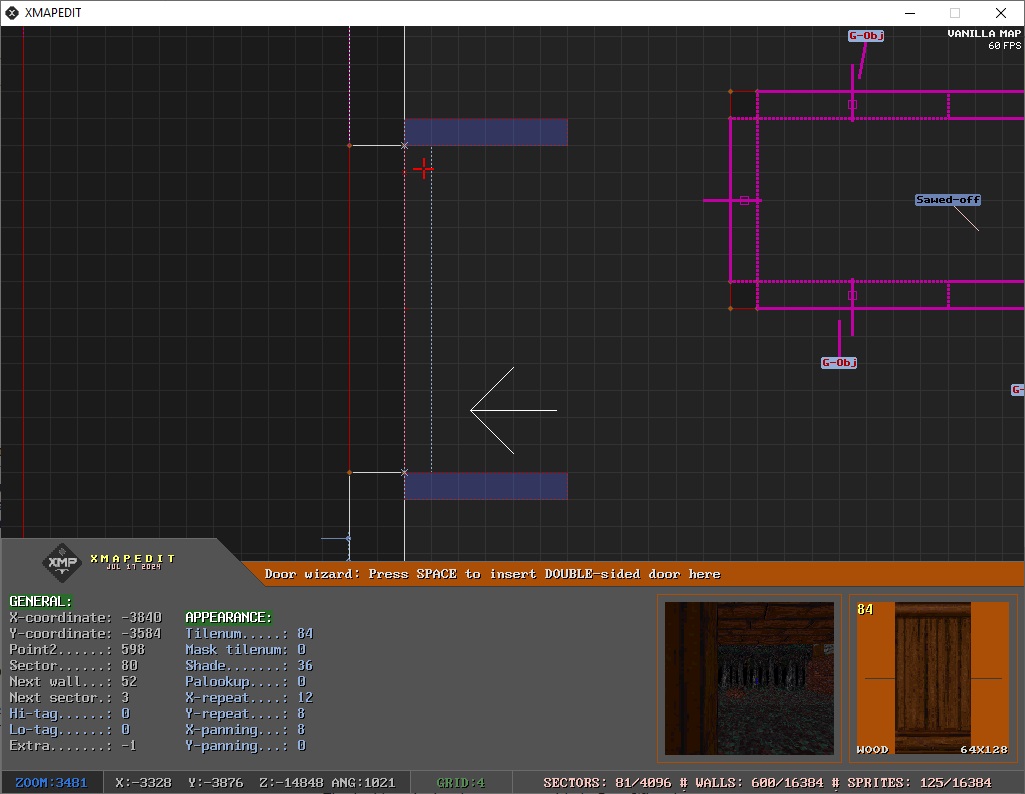 XMAPEDIT
G-Obj
VANILLA MAP
60 FPS
Sawed-off
G-Obj
G-
XMP
XMAPEDIT
JUL 17 2024
Door wizard: Press SPACE to insert DOUBLE-sided door here
GENERAL:
X-coordinate: -3840
Y-coordinate: -3584
Point2......: 598
Sector......: 80
Next wall...: 52
Next sector.: 3
Hi-tag......: 0
Lo-tag......: 0
Extra.......: -1
APPEARANCE:
Tilenum.....: 84
Mask tilenum: 0
Shade.......: 36
Palookup....: 0
X-repeat....: 12
Y-repeat....: 8
X-panning...: 8
Y-panning...: 0
84
WOOD 64X128
ZOOM:3481 X:-3328 Y:-3876 Z:-14848 ANG:1021 GRID:4 SECTORS: 81/4096 # WALLS: 600/16384 # SPRITES: 125/16384